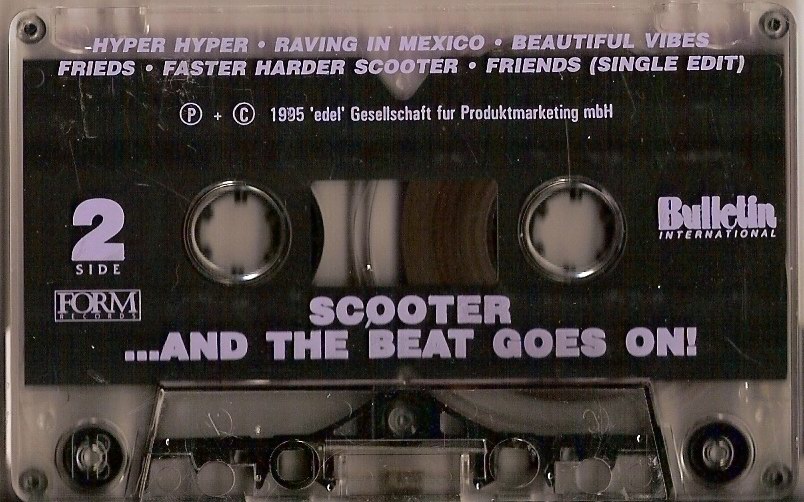 HYPER HYPER • RAVING IN MEXICO • BEAUTIFUL VIBES
FRIEDS • FASTER HARDER SCOOTER • FRIENDS (SINGLE EDIT)
Ⓟ + Ⓒ 1995 'edel' Gesellschaft fur Produktmarketing mbH
2
SIDE
Bulletin
INTERNATIONAL
FORM
RECORDS
SCOOTER
...AND THE BEAT GOES ON!